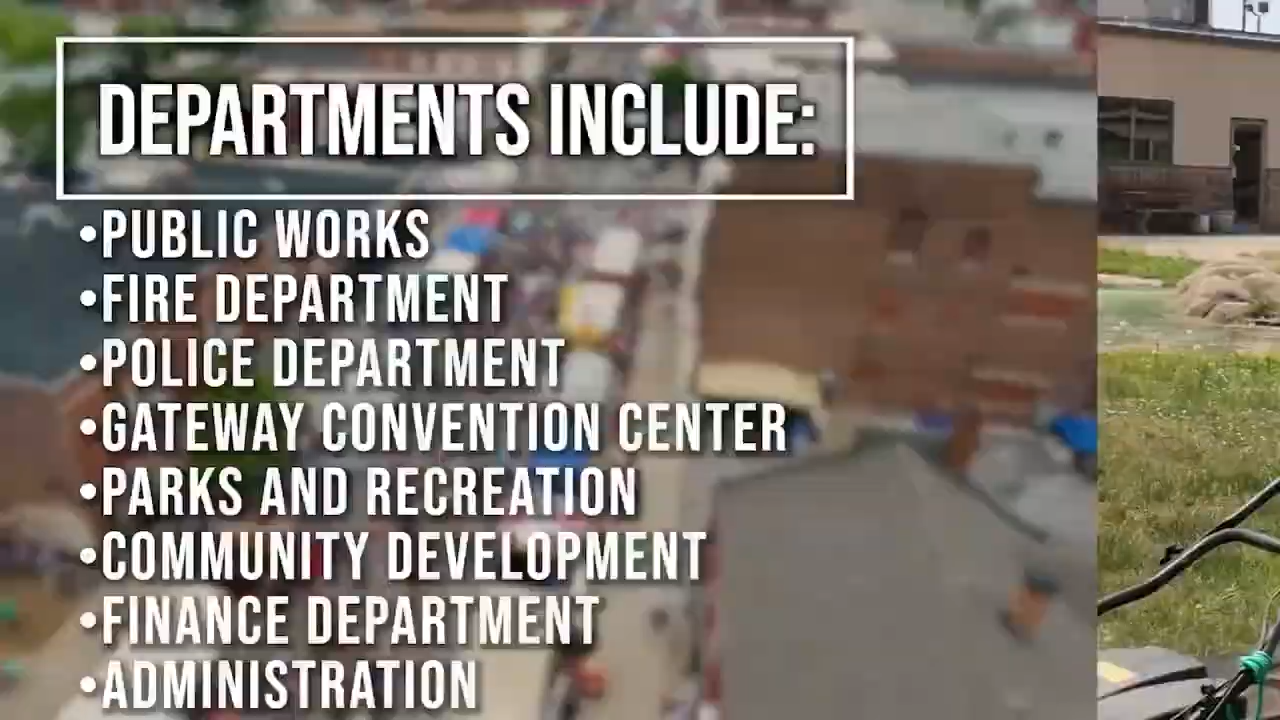 DEPARTMENTS INCLUDE:
•PUBLIC WORKS
•FIRE DEPARTMENT
•POLICE DEPARTMENT
•GATEWAY CONVENTION CENTER
•PARKS AND RECREATION
•COMMUNITY DEVELOPMENT
•FINANCE DEPARTMENT
•ADMINISTRATION